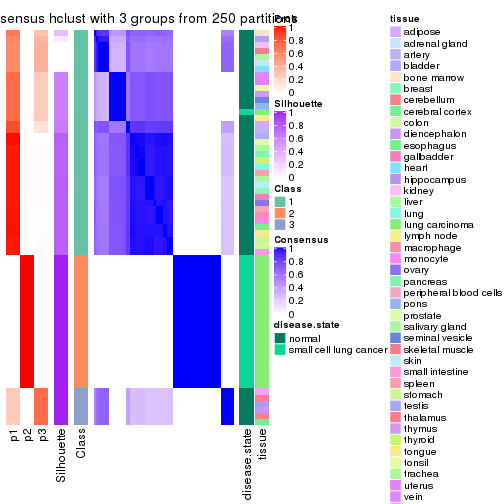 sensus hclust with 3 groups from 250 partitions
Prob
1
0.8
0.6
0.4
0.2
0
Silhouette
1
0.8
0.6
0.4
0.2
0
Class
1
2
3
Consensus
1
0.8
0.6
0.4
0.2
0
disease.state
normal
small cell lung cancer
tissue
adipose
adrenal gland
artery
bladder
bone marrow
breast
cerebellum
cerebral cortex
colon
diencephalon
esophagus
gallbladder
heart
hippocampus
kidney
liver
lung
lung carcinoma
lymph node
macrophage
monocyte
ovary
pancreas
peripheral blood cells
pons
prostate
salivary gland
seminal vesicle
skeletal muscle
skin
small intestine
spleen
stomach
testis
thalamus
thymus
thyroid
tongue
tonsil
trachea
uterus
vein
p1
p2
p3
Silhouette
Class
disease.state
tissue